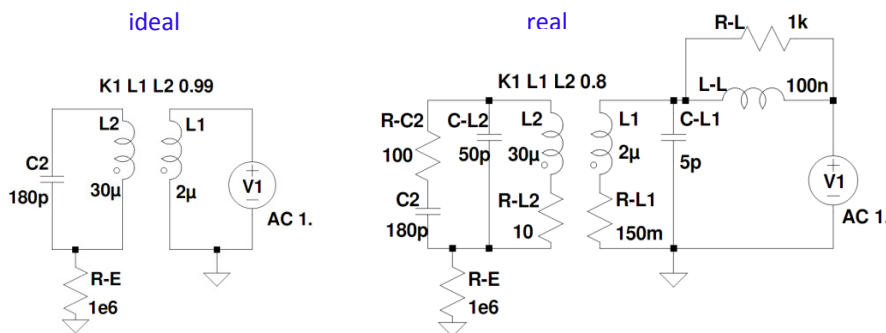 ideal
K1 L1 L2 0.99
L2
L1
C2
180p
30µ
2µ
+
V1
−
AC 1.
R-E
1e6
real
R-L
1k
L-L
100n
K1 L1 L2 0.8
R-C2
C-L2
L2
L1
C-L1
100
50p
30µ
2µ
5p
C2
R-L2
R-L1
180p
10
150m
+
V1
−
AC 1.
R-E
1e6